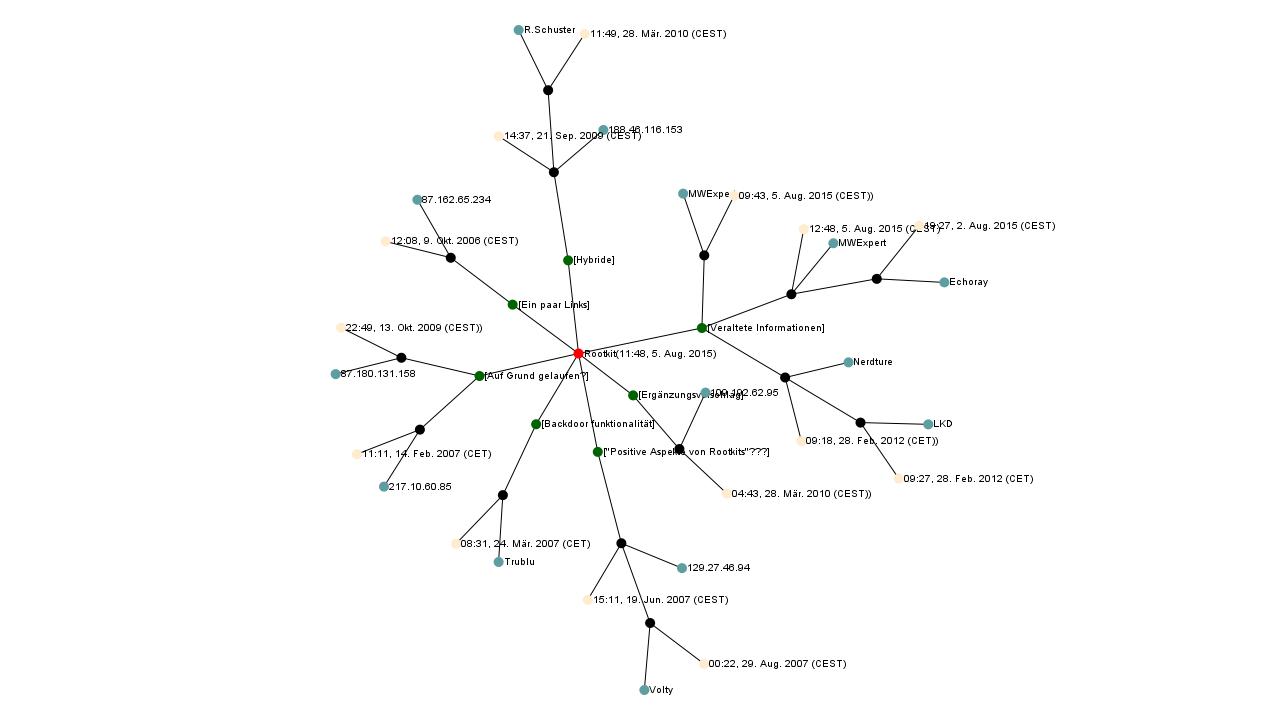 R.Schuster
11:49, 28. Mär. 2010 (CEST)
14:37, 21. Sep. 2009 (CEST)
188.46.116.153
87.162.65.234
MWExpe
09:43, 5. Aug. 2015 (CEST))
12:48, 5. Aug. 2015 (CEST)
19:27, 2. Aug. 2015 (CEST)
12:08, 9. Okt. 2006 (CEST)
MWExpert
[Hybride]
Echoray
[Ein paar Links]
22:49, 13. Okt. 2009 (CEST))
[Veraltete Informationen]
Rootkit(11:48, 5. Aug. 2015)
Nerdture
87.180.131.158
[Auf Grund gelaufen?]
[Ergänzungsvorschlag]
109.192.62.95
[Backdoor funktionalität]
LKD
09:18, 28. Feb. 2012 (CET))
11:11, 14. Feb. 2007 (CET)
["Positive Aspekte von Rootkits"???]
09:27, 28. Feb. 2012 (CET)
217.10.60.85
04:43, 28. Mär. 2010 (CEST))
08:31, 24. Mär. 2007 (CET)
Trublu
129.27.46.94
15:11, 19. Jun. 2007 (CEST)
00:22, 29. Aug. 2007 (CEST)
Volty